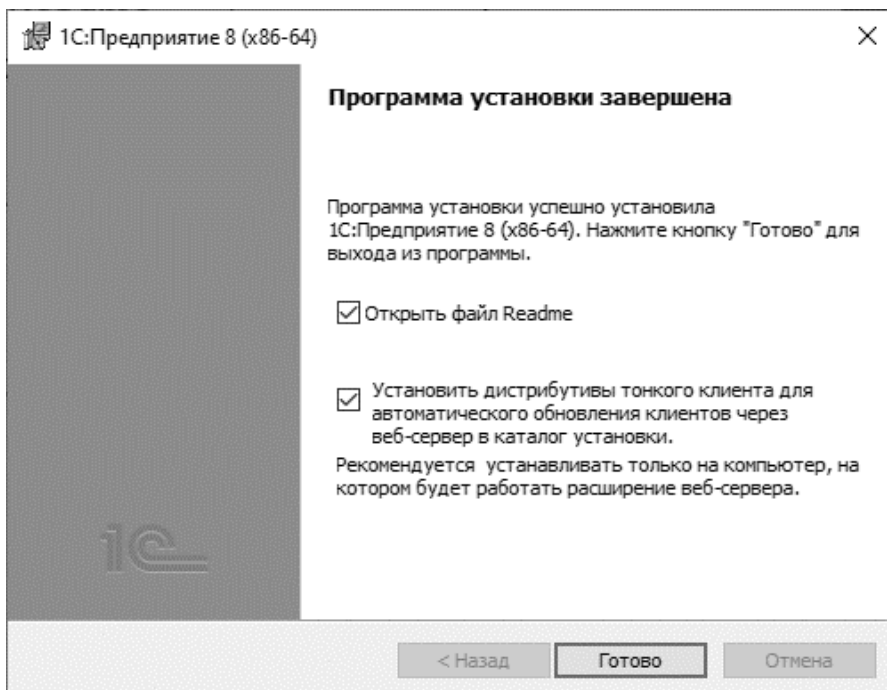 1С:Предприятие 8 (x86-64)
Программа установки завершена
Программа установки успешно установила
1С:Предприятие 8 (x86-64). Нажмите кнопку "Готово" для
выхода из программы.
Открыть файл Readme
Установить дистрибутивы тонкого клиента для
автоматического обновления клиентов через
веб-сервер в каталог установки.
Рекомендуется устанавливать только на компьютер, на
котором будет работать расширение веб-сервера.
1С
< Назад
Готово
Отмена